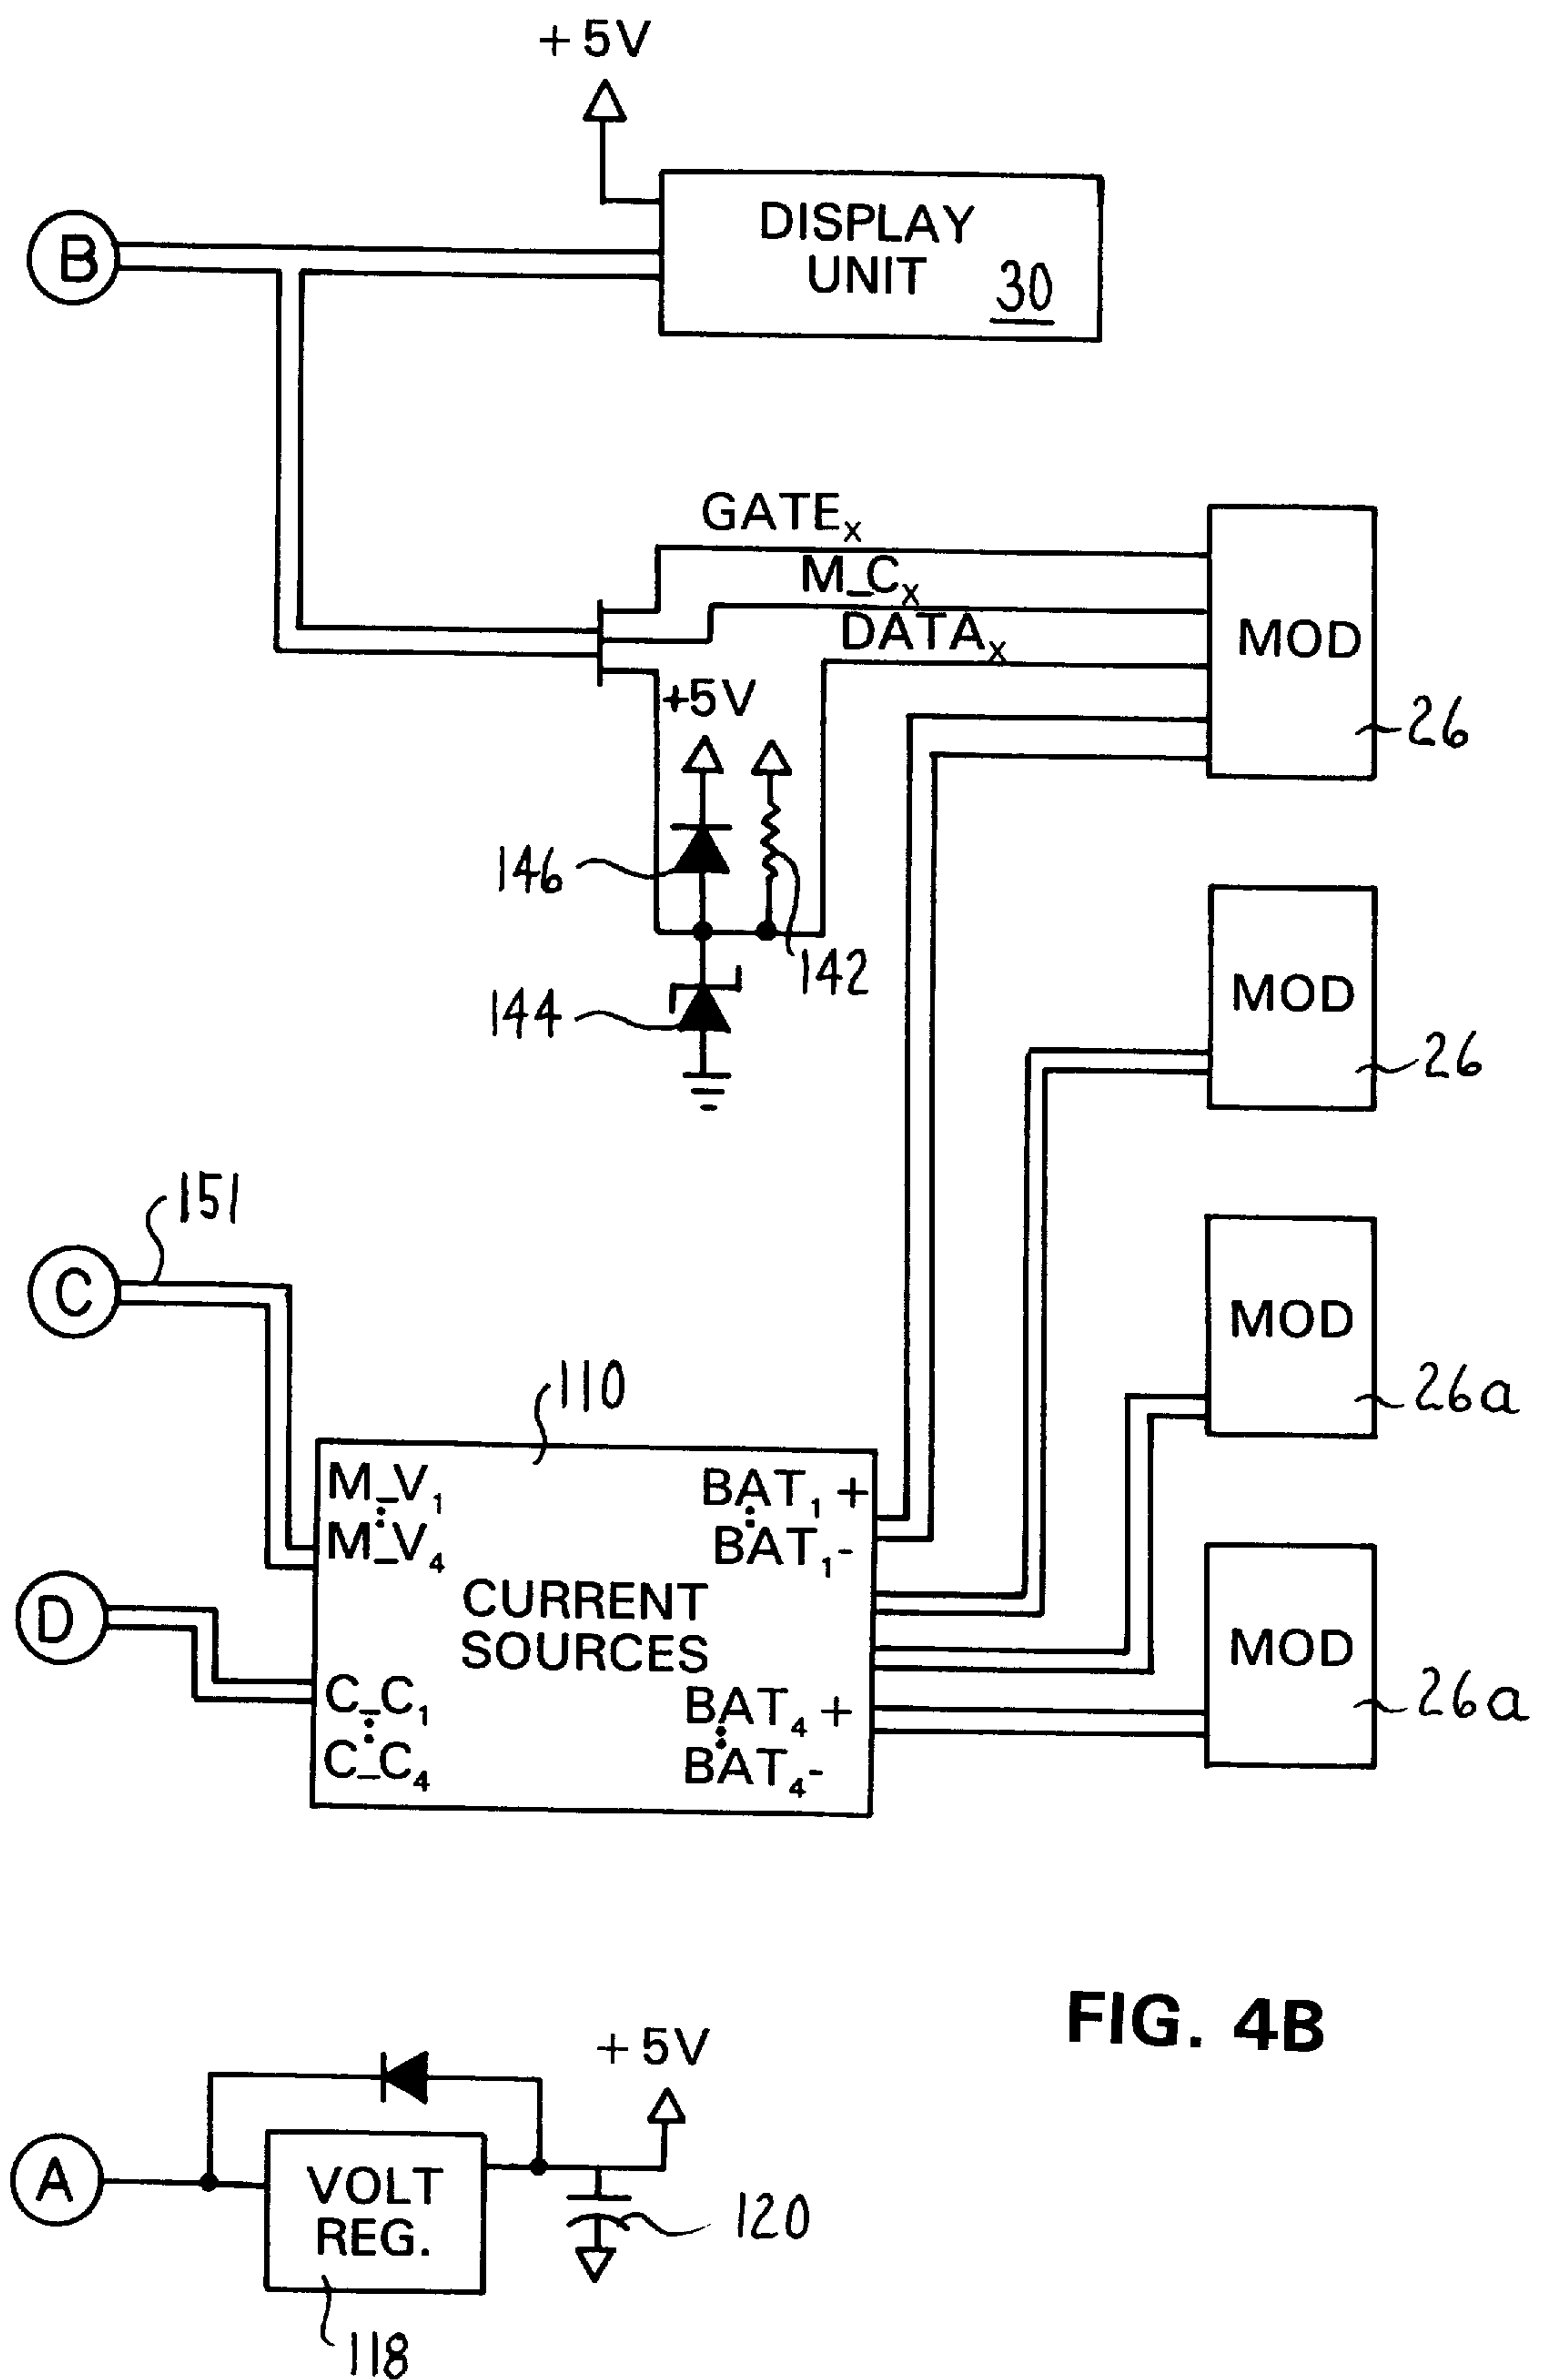 +5V
B
DISPLAY
UNIT
30
GATEx
M_Cx
DATAx
MOD
+5V
26
146
142
MOD
144
26
151
C
MOD
110
26a
M_V1
M_V4
BAT1+
BAT1-
CURRENT
SOURCES
D
C_C1
C_C4
BAT4+
BAT4-
MOD
26a
FIG. 4B
+5V
A
VOLT
REG.
120
118